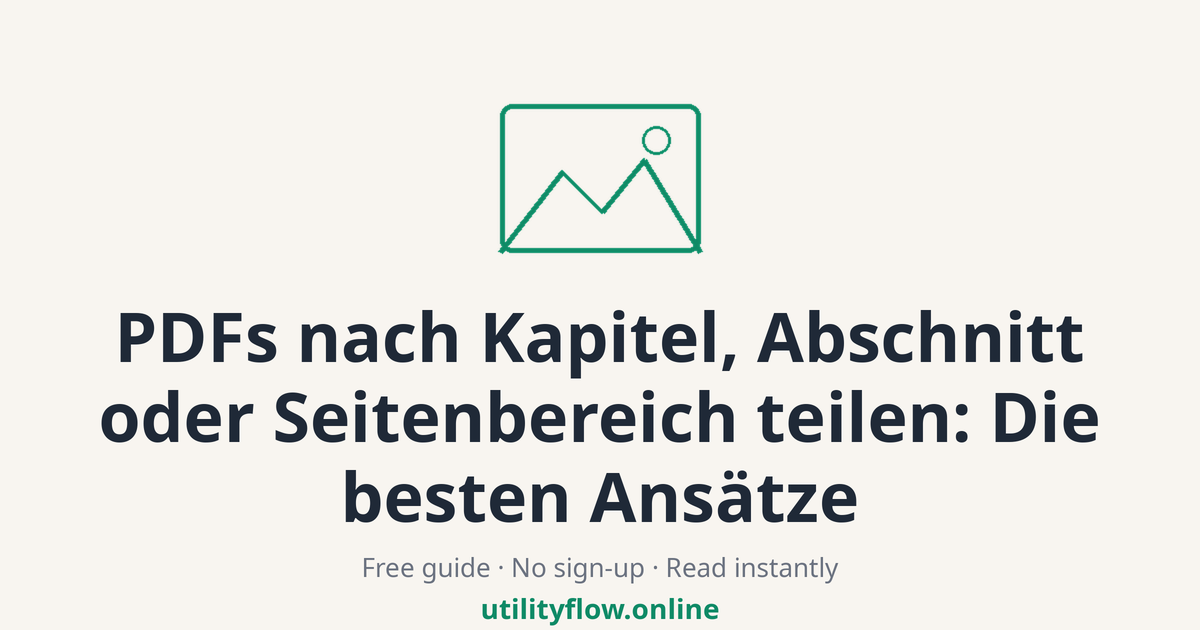 PDFs nach Kapitel, Abschnitt
oder Seitenbereich teilen: Die
besten Ansätze
Free guide · No sign-up · Read instantly
utilityflow.online